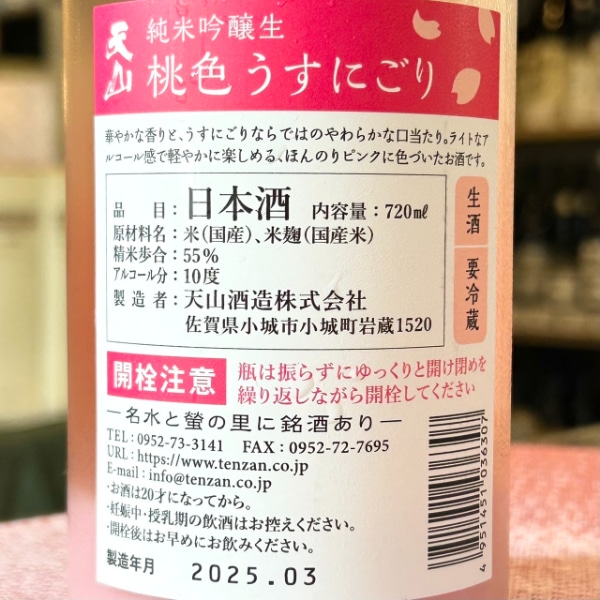 天山
純米吟醸生
桃色うすにごり
華やかな香りと、うすにごりならではのやわらかな口当たり。ライトなア
ルコール感で軽やかに楽しめる、ほんのりピンクに色づいたお酒です。
品目：日本酒 内容量：720㎖
原材料名：米（国産）、米麹（国産米）
精米歩合：55%
アルコール分：10度
製造者：天山酒造株式会社
佐賀県小城市小城町岩蔵1520
生酒
要冷蔵
開栓注意
瓶は振らずにゆっくりと開け閉めを
繰り返しながら開栓してください
―名水と螢の里に銘酒あり―
TEL：0952-73-3141 FAX：0952-72-7695
URL：https://www.tenzan.co.jp
E-mail：info@tenzan.co.jp
・お酒は20才になってから。
・妊娠中・授乳期の飲酒はお控えください。
・開栓後はお早めにお飲みください。
製造年月 2025.03
4 951451 036307